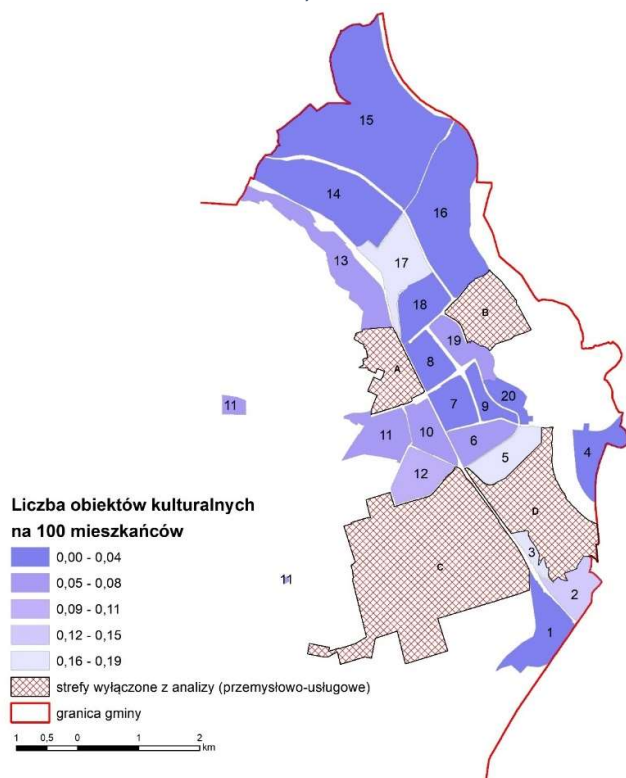 15
14
16
13
17
18
B
19
A
8
20
11
7
9
11
10
6
4
5
12
D
3
C
11
2
1
Liczba obiektów kulturalnych
na 100 mieszkańców
0,00 - 0,04
0,05 - 0,08
0,09 - 0,11
0,12 - 0,15
0,16 - 0,19
strefy wyłączone z analizy (przemysłowo-usługowe)
granica gminy
1 0,5 0 1 2
km